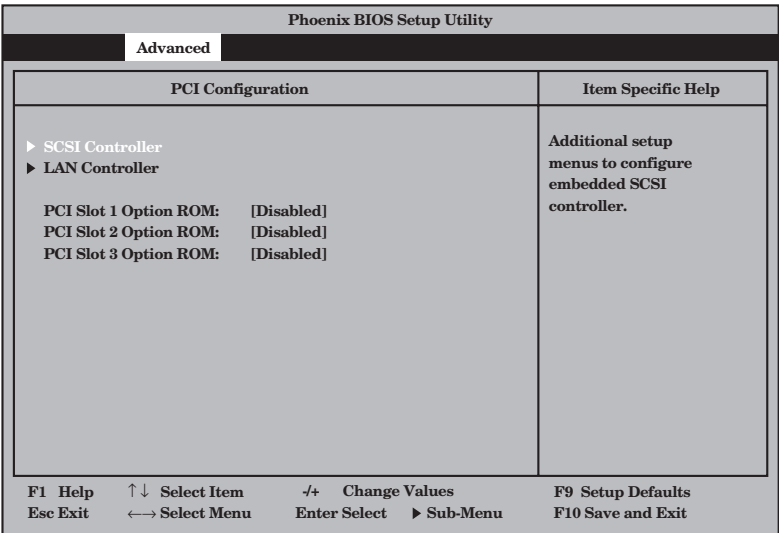 Phoenix BIOS Setup Utility
Advanced
PCI Configuration
Item Specific Help
SCSI Controller
LAN Controller
PCI Slot 1 Option ROM: [Disabled]
PCI Slot 2 Option ROM: [Disabled]
PCI Slot 3 Option ROM: [Disabled]
Additional setup
menus to configure
embedded SCSI
controller.
F1 Help ↑↓ Select Item -/+ Change Values F9 Setup Defaults
Esc Exit ←→ Select Menu Enter Select ▶ Sub-Menu F10 Save and Exit